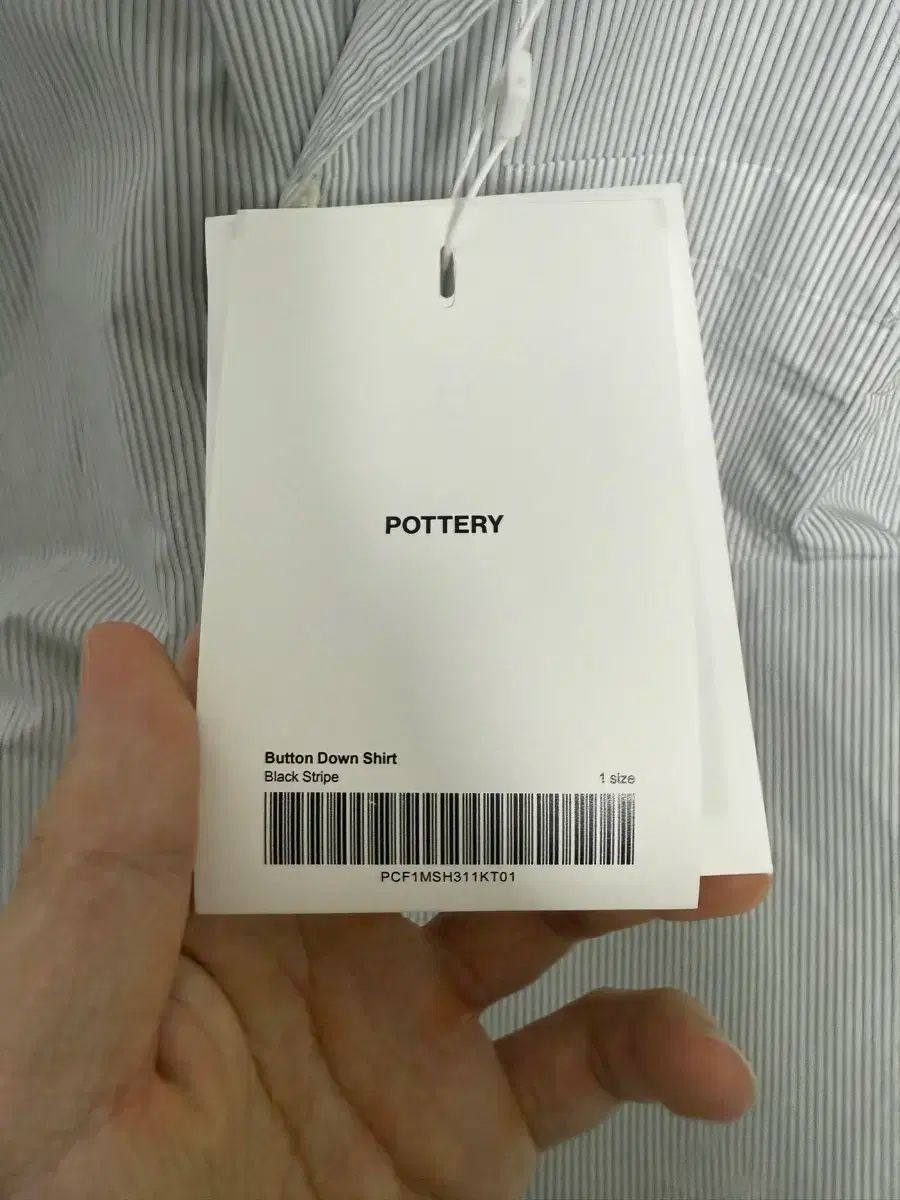 POTTERY
Button Down Shirt
Black Stripe
1 size
PCF1MSH311KT01